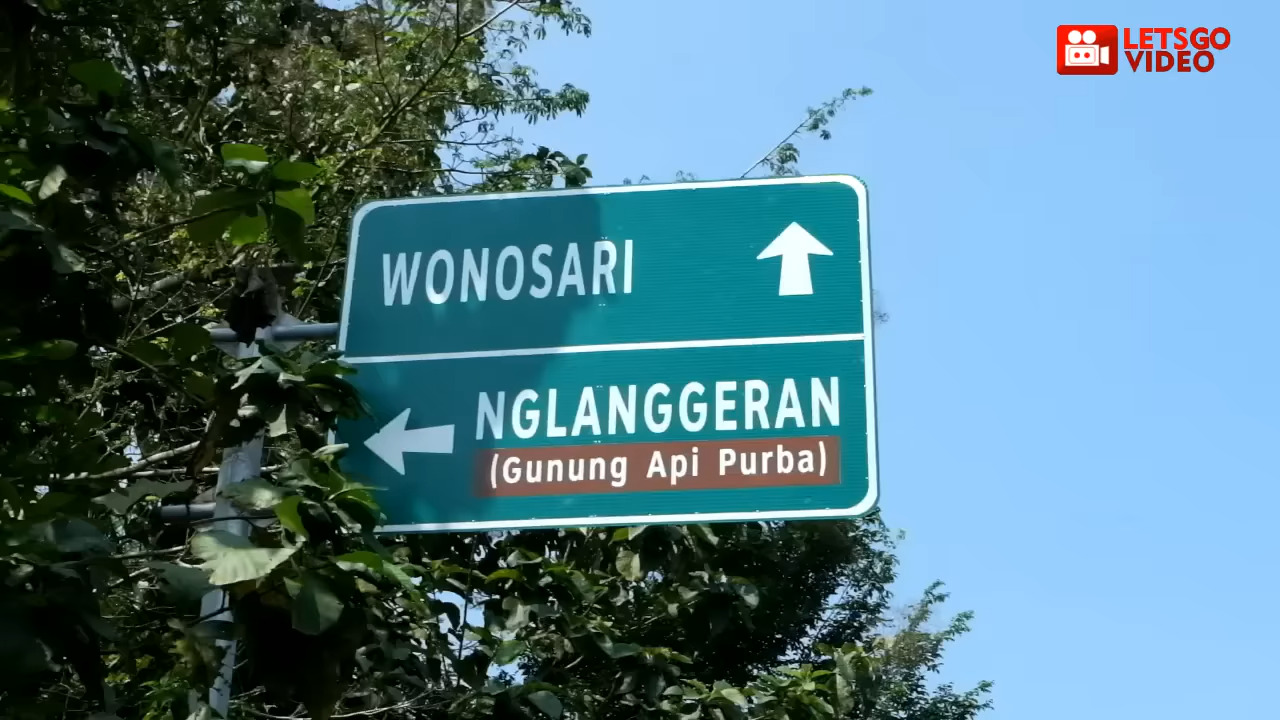 LETSGO
VIDEO
WONOSARI
NGLANGGERAN
(Gunung Api Purba)